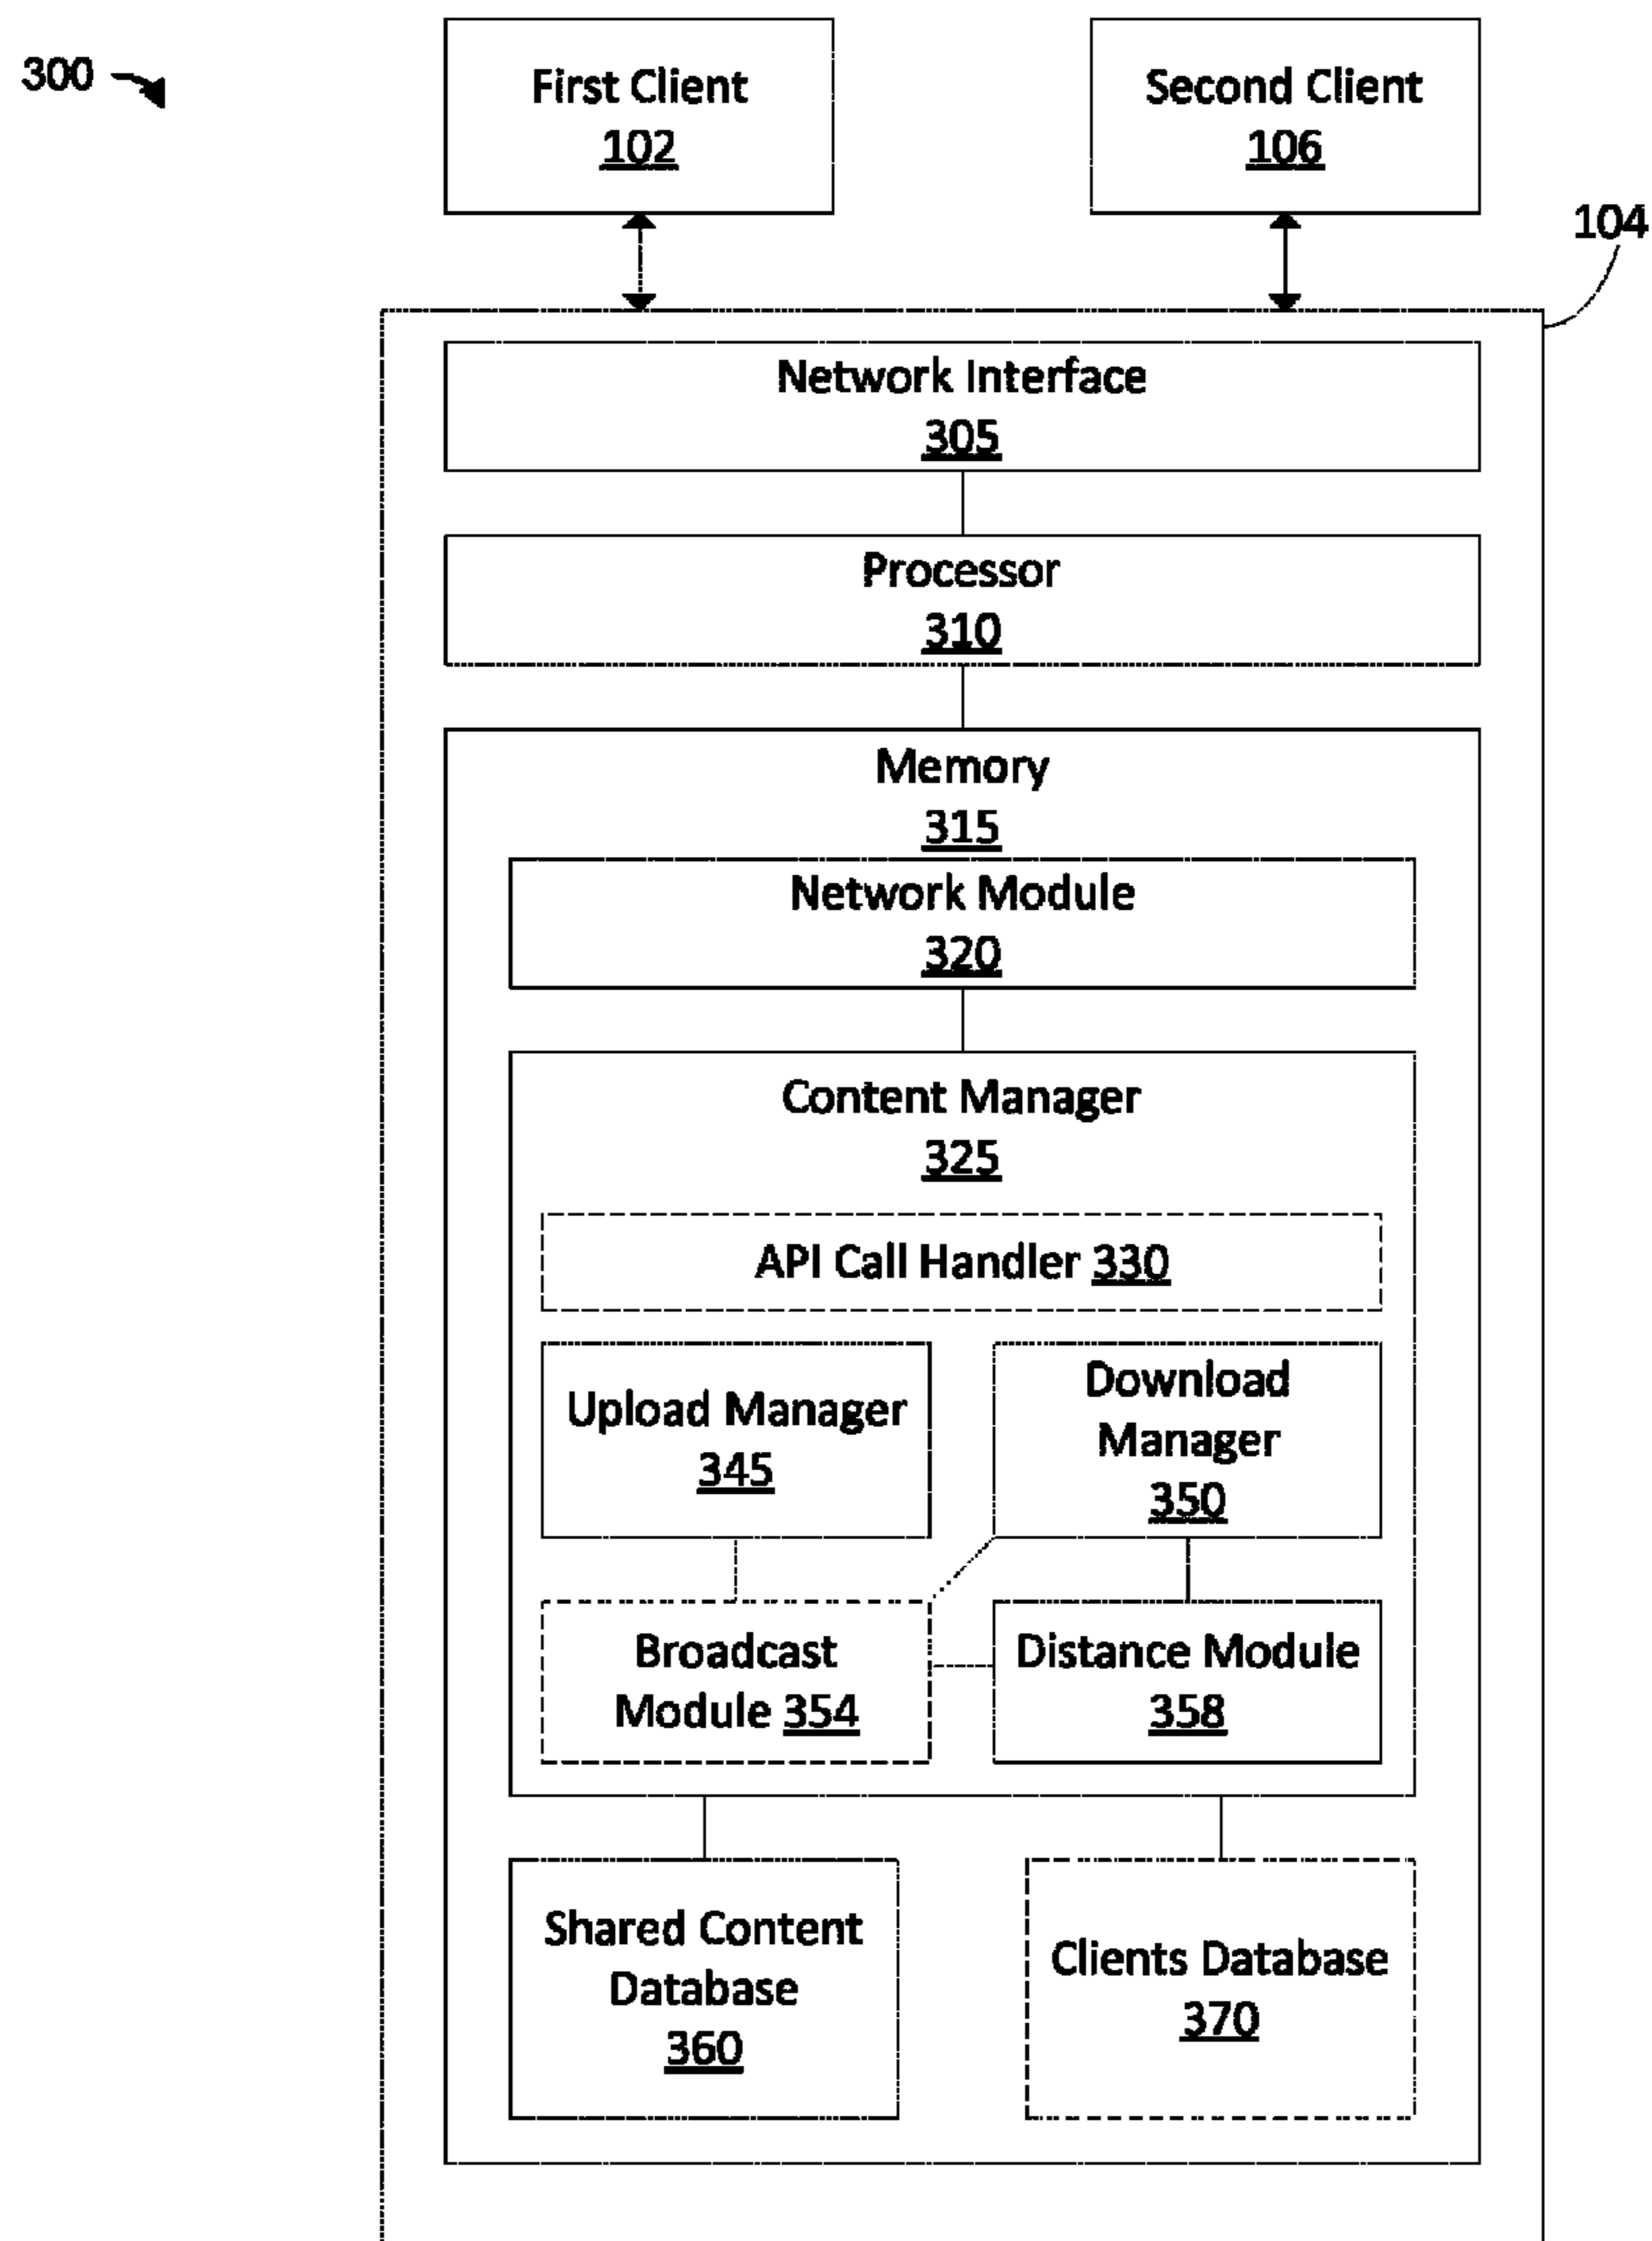 300
First Client
102
Second Client
106
104
Network Interface
305
Processor
310
Memory
315
Network Module
320
Content Manager
325
API Call Handler 330
Upload Manager
345
Download
Manager
350
Broadcast
Module 354
Distance Module
358
Shared Content
Database
360
Clients Database
370